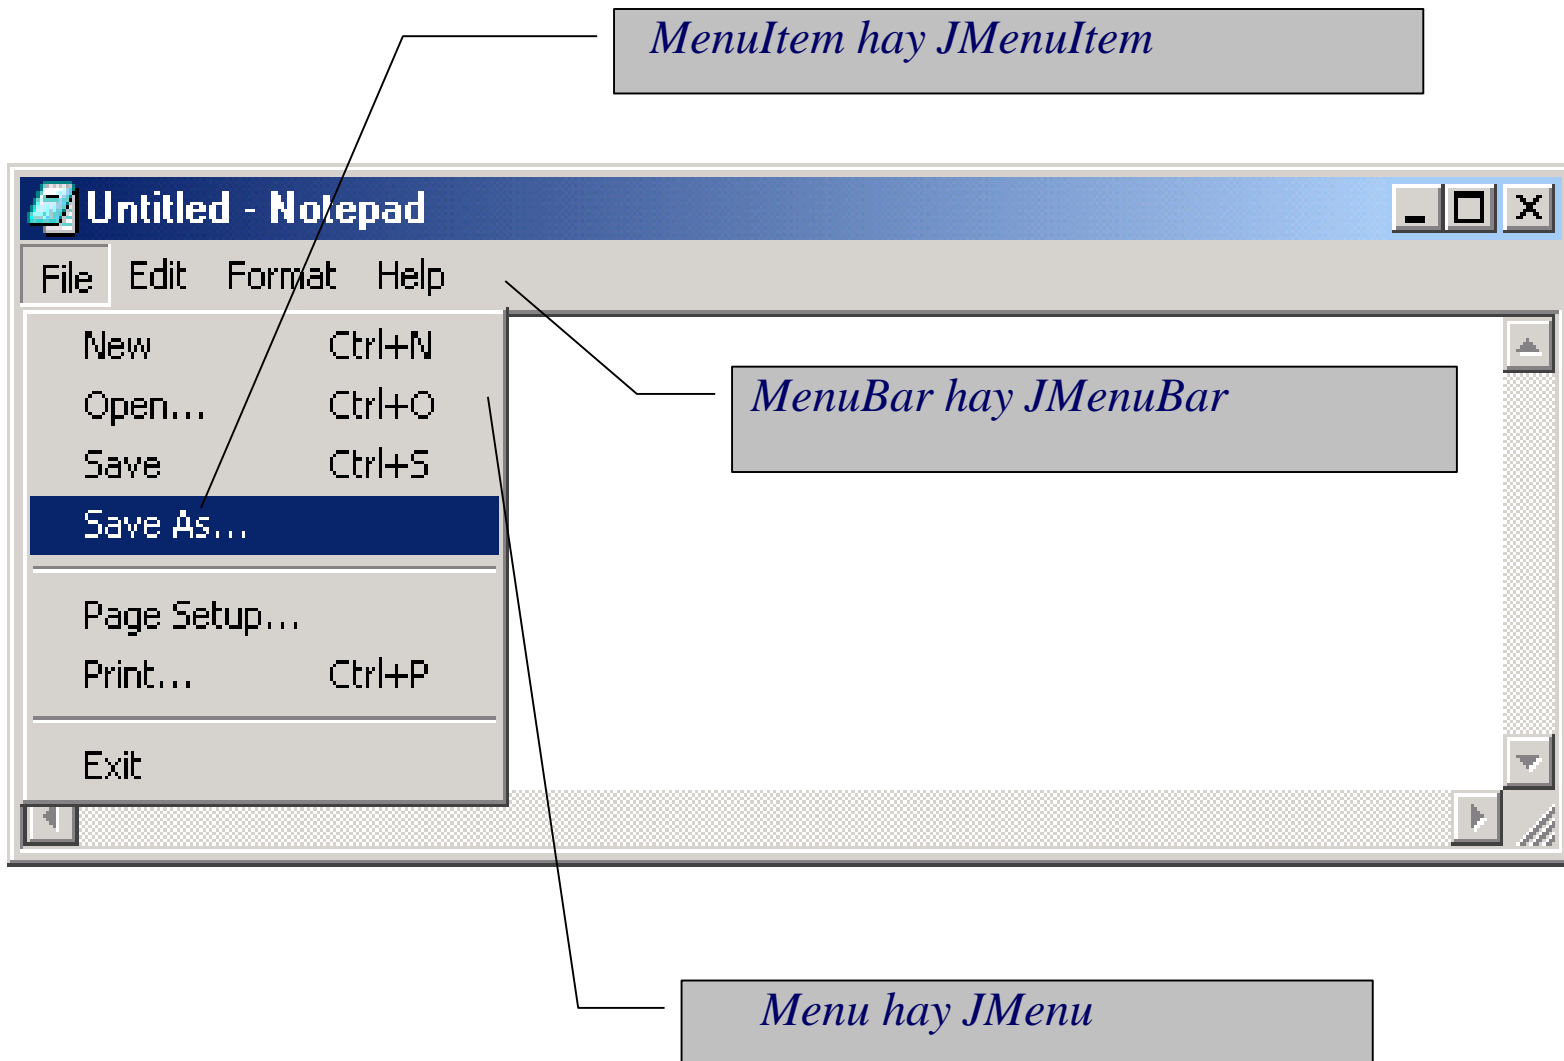 MenuItem hay JMenuItem
Untitled - Notepad
File Edit Format Help
New Ctrl+N
Open... Ctrl+O
MenuBar hay JMenuBar
Save Ctrl+S
Save As...
Page Setup...
Print... Ctrl+P
Exit
Menu hay JMenu